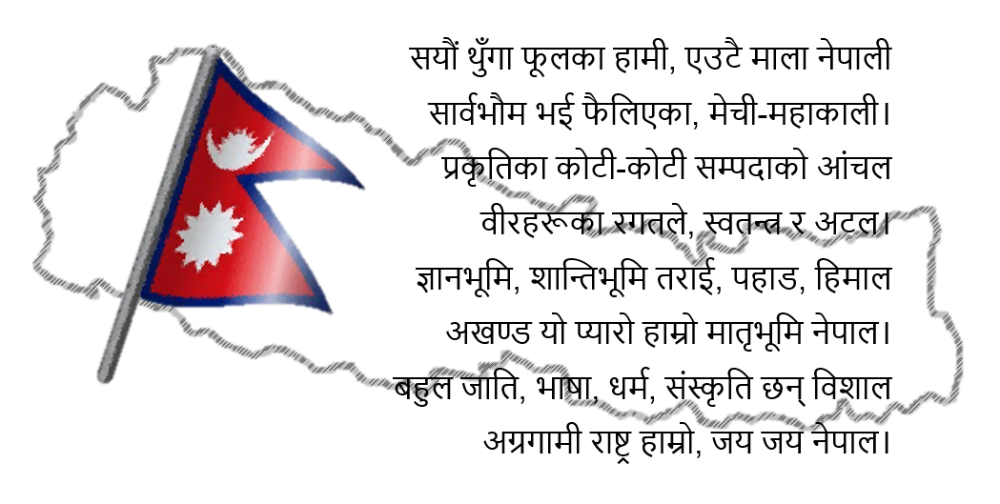 सयौं थुँगा फूलका हामी, एउटै माला नेपाली
सार्वभौम भई फैलिएका, मेची-महाकाली।
प्रकृतिका कोटी-कोटी सम्पदाको आंचल
वीरहरूका रगतले, स्वतन्त्र र अटल।
ज्ञानभूमि, शान्तिभूमि तराई, पहाड, हिमाल
अखण्ड यो प्यारो हाम्रो मातृभूमि नेपाल।
बहुल जाति, भाषा, धर्म, संस्कृति छन् विशाल
अग्रगामी राष्ट्र हाम्रो, जय जय नेपाल।